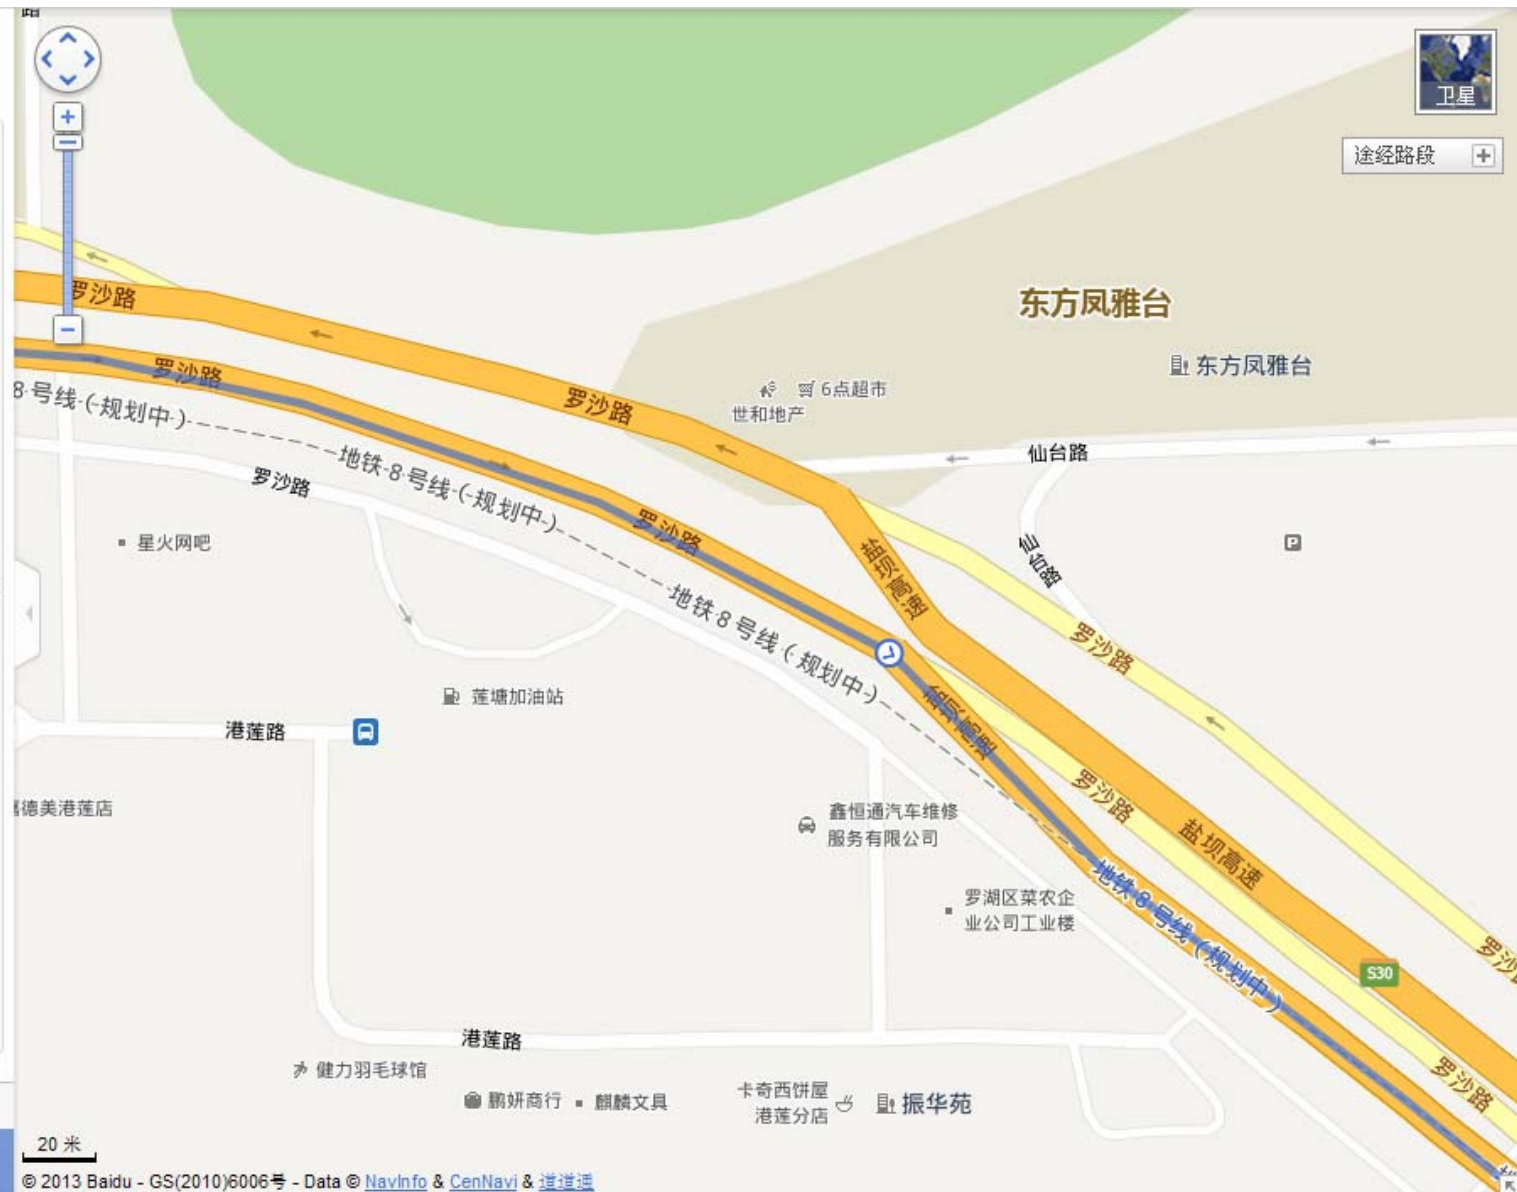 路
卫星
途经路段
罗沙路
东方凤雅台
东方凤雅台
罗沙路
8号线(规划中)
罗沙路
6点超市
世和地产
仙台路
地铁8号线(规划中)
罗沙路
罗沙路
星火网吧
盐坝高速
仙台路
地铁8号线(规划中)
罗沙路
莲塘加油站
盐坝高速
港莲路
德美港莲店
鑫恒通汽车维修
服务有限公司
罗沙路
盐坝高速
地铁8号线(规划中)
罗湖区菜农企
业公司工业楼
罗沙
S30
港莲路
健力羽毛球馆
鹏妍商行
麒麟文具
卡奇西饼屋
港莲分店
振华苑
罗沙路
20 米
© 2013 Baidu - GS(2010)6006号 - Data © NavInfo & CenNavi & 道道通